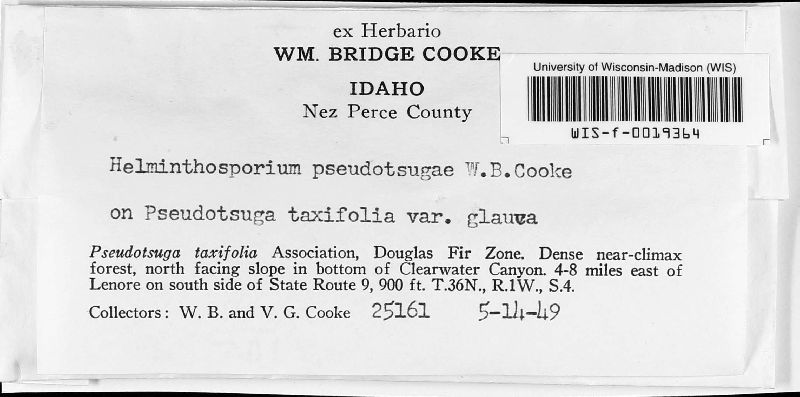 ex Herbario
WM. BRIDGE COOKE
IDAHO
Nez Perce County
University of Wisconsin-Madison (WIS)
WIS-f-0019364
Helminthosporium pseudotsugae W.B.Cooke
on Pseudotsuga taxifolia var. glauca
Pseudotsuga taxifolia Association, Douglas Fir Zone. Dense near-climax
forest, north facing slope in bottom of Clearwater Canyon. 4-8 miles east of
Lenore on south side of State Route 9, 900 ft. T.36N., R.1W., S.4.
Collectors: W. B. and V. G. Cooke 25161 5-14-49